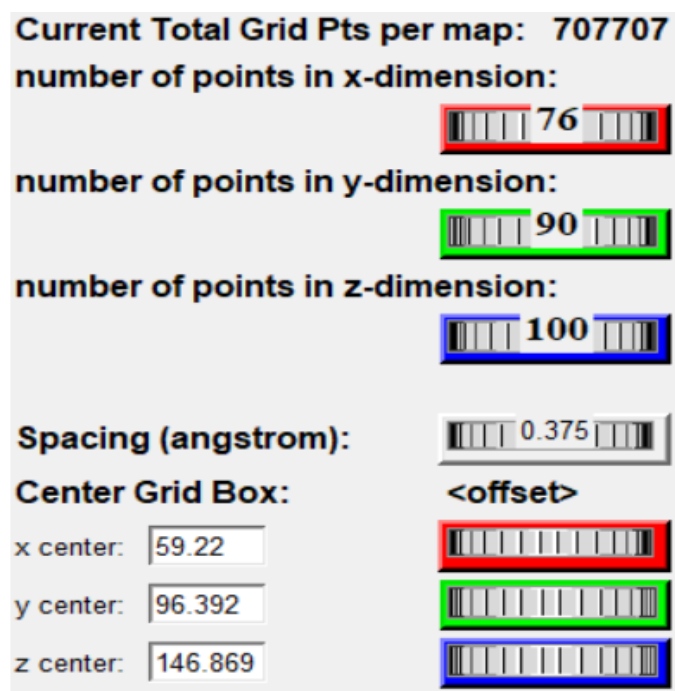 Current Total Grid Pts per map: 707707
number of points in x-dimension:
76
number of points in y-dimension:
90
number of points in z-dimension:
100
Spacing (angstrom): 0.375
Center Grid Box: <offset>
x center: 59.22
y center: 96.392
z center: 146.869